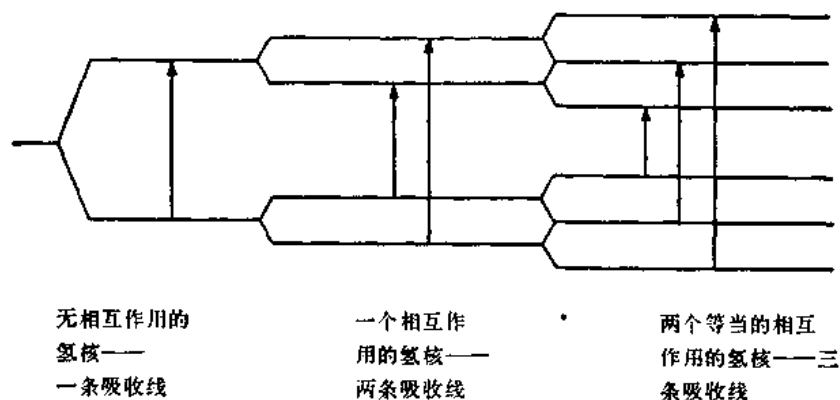 无相互作用的
氢核——
一条吸收线
一个相互作
用的氢核——
两条吸收线
两个等当的相互
作用的氢核——三
条吸收线